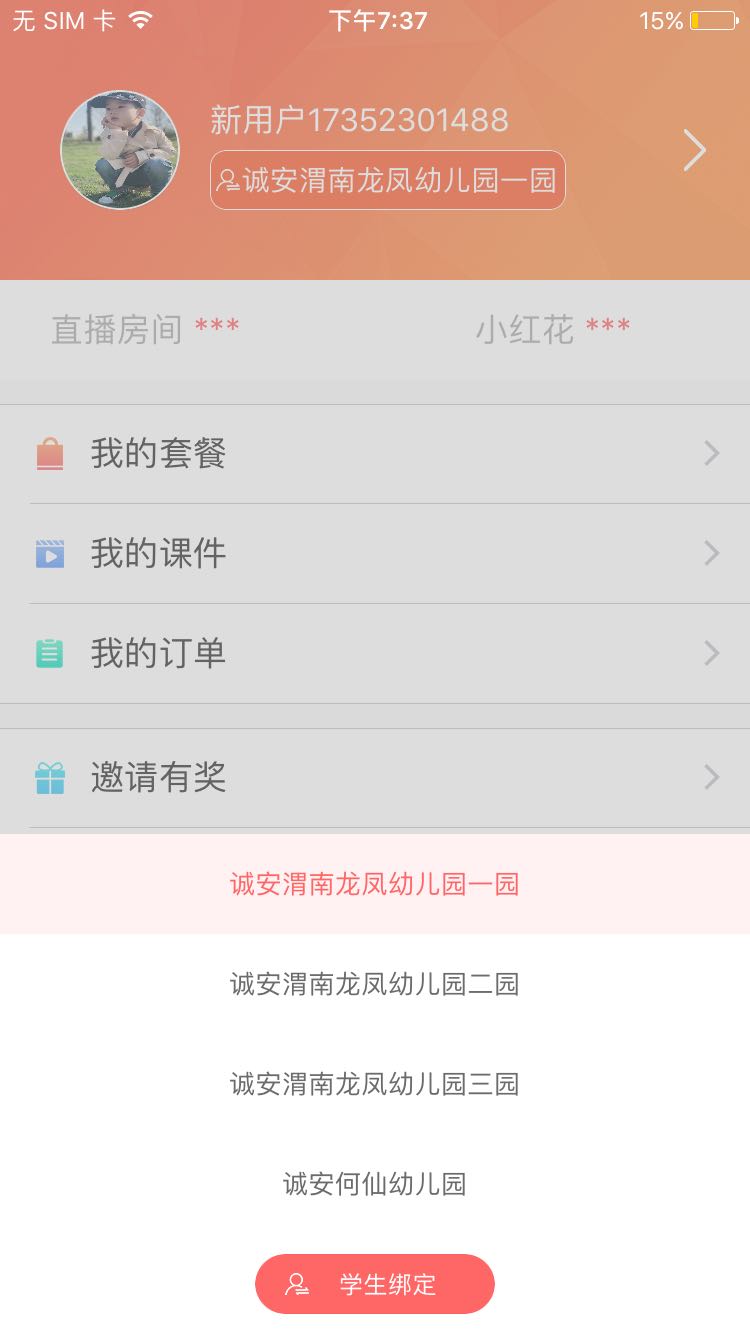 无 SIM 卡 下午7:37 15%
新用户17352301488
诚安渭南龙凤幼儿园一园
直播房间 *** 小红花 ***
我的套餐
我的课件
我的订单
邀请有奖
诚安渭南龙凤幼儿园一园
诚安渭南龙凤幼儿园二园
诚安渭南龙凤幼儿园三园
诚安何仙幼儿园
学生绑定